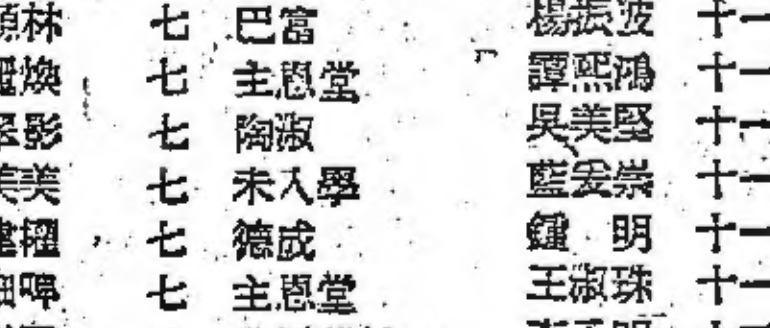 林 七 巴富 楊振波 十一
煥 七 主恩堂 譚熙鴻 十一
影 七 陶淑 吳美堅 十一
美 七 未入學 藍爰崇 十一
七 德成 鍾 明 十一
七 主恩堂 王淑珠 十一